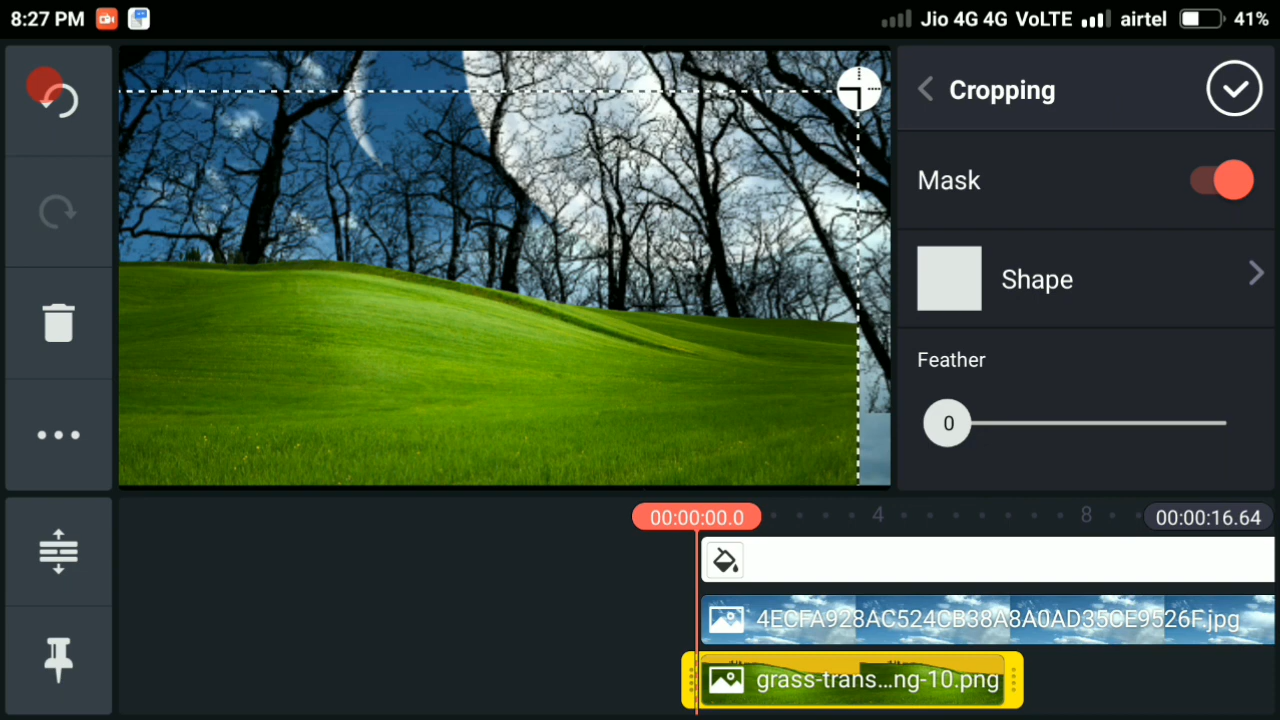 8:27 PM Jio 4G 4G VoLTE airtel 41%
Cropping
Mask
Shape
Feather
0
00:00:00.0 4 8 00:00:16.64
4ECFA928AC524CB38A8A0AD35CE9526F.jpg
grass-trans...ng-10.png